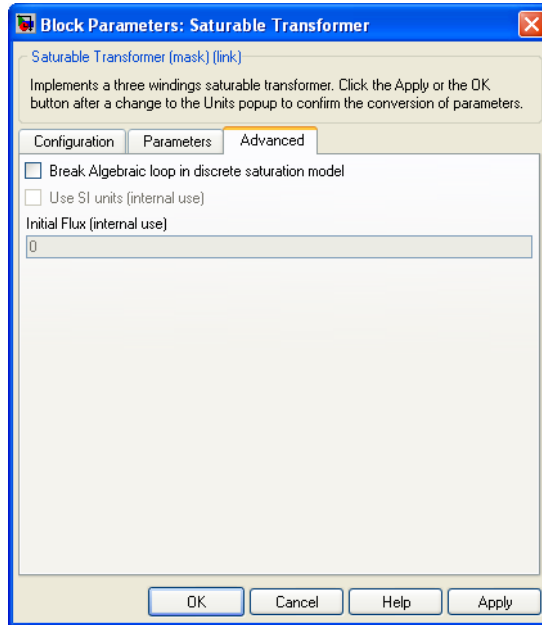 Block Parameters: Saturable Transformer
Saturable Transformer (mask) (link)
Implements a three windings saturable transformer. Click the Apply or the OK
button after a change to the Units popup to confirm the conversion of parameters.
Configuration Parameters Advanced
Break Algebraic loop in discrete saturation model
Use SI units (internal use)
Initial Flux (internal use)
0
OK Cancel Help Apply